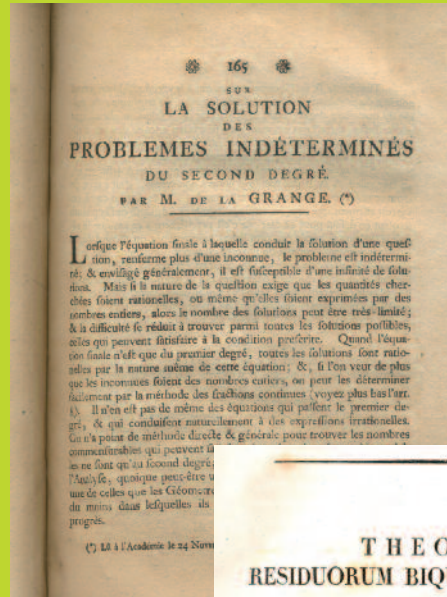 165
SUR
LA SOLUTION
DES
PROBLEMES INDÉTERMINÉS
DU SECOND DEGRÉ.
PAR M. DE LA GRANGE. (*)
Lorsque l'équation finale à laquelle conduit la solution d'une ques-
tion, renferme plus d'une inconnue, le probleme est indétermi-
né; & envisagé généralement, il est susceptible d'une infinité de solu-
tions. Mais si la nature de la question exige que les quantités cher-
chées soient rationelles, ou même qu'elles soient exprimées par des
nombres entiers, alors le nombre des solutions peut être très-limité;
& la difficulté se réduit à trouver parmi toutes les solutions possibles,
celles qui peuvent satisfaire à la condition prescrite. Quand l'équa-
tion finale n'est que du premier degré, toutes les solutions sont ratio-
nelles par la nature même de cette équation; &, si l'on veut de plus
que les inconnues soient des nombres entiers, on peut les déterminer
facilement par la méthode des fractions continues (voyez plus bas l'art.
Il n'en est pas de même des équations qui passent le premier de-
gré, & qui conduisent naturellement à des expressions irrationelles.
On n'a point de méthode directe & générale pour trouver les nombres
commensurables qui peuvent
ne sont qu'au second degré,
l'Analyse, quoique peut-être
une de celles que les
du moins dans lesquelles ils
progrès.
(*) Lû à l'Académie le 24
THEO
RESIDUORUM BIQ